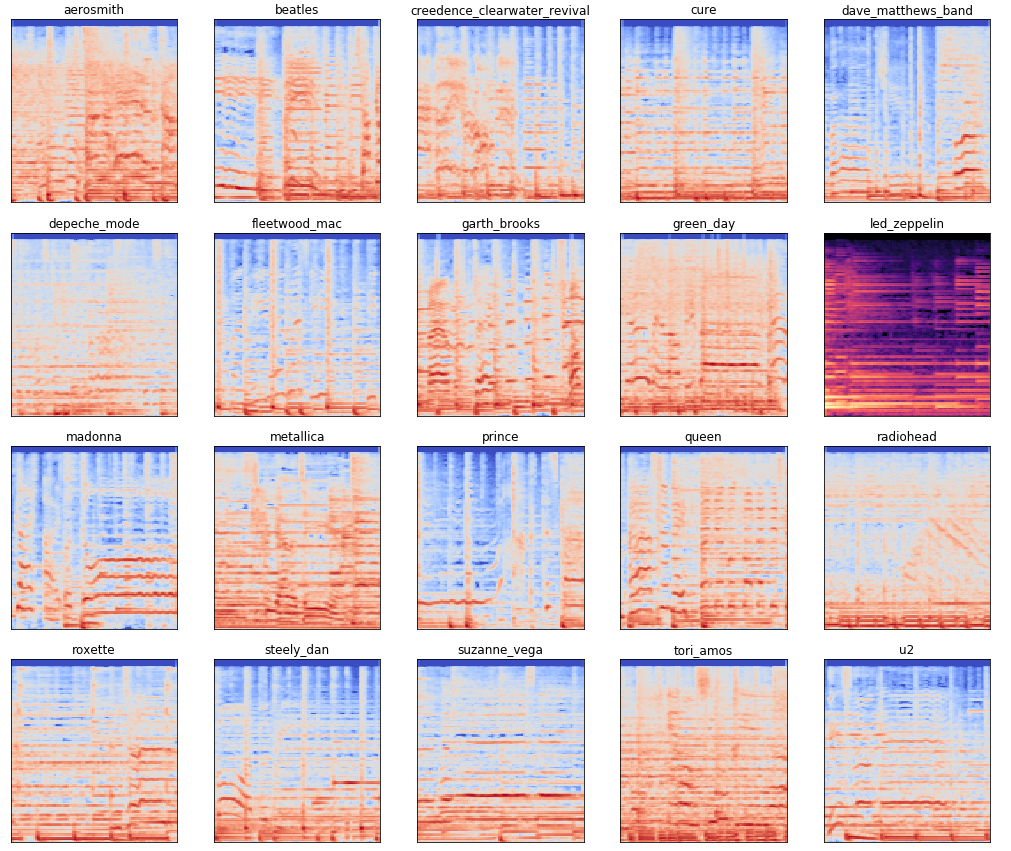 aerosmith
beatles
creedence_clearwater_revival
cure
dave_matthews_band
depeche_mode
fleetwood_mac
garth_brooks
green_day
led_zeppelin
madonna
metallica
prince
queen
radiohead
roxette
steely_dan
suzanne_vega
tori_amos
u2